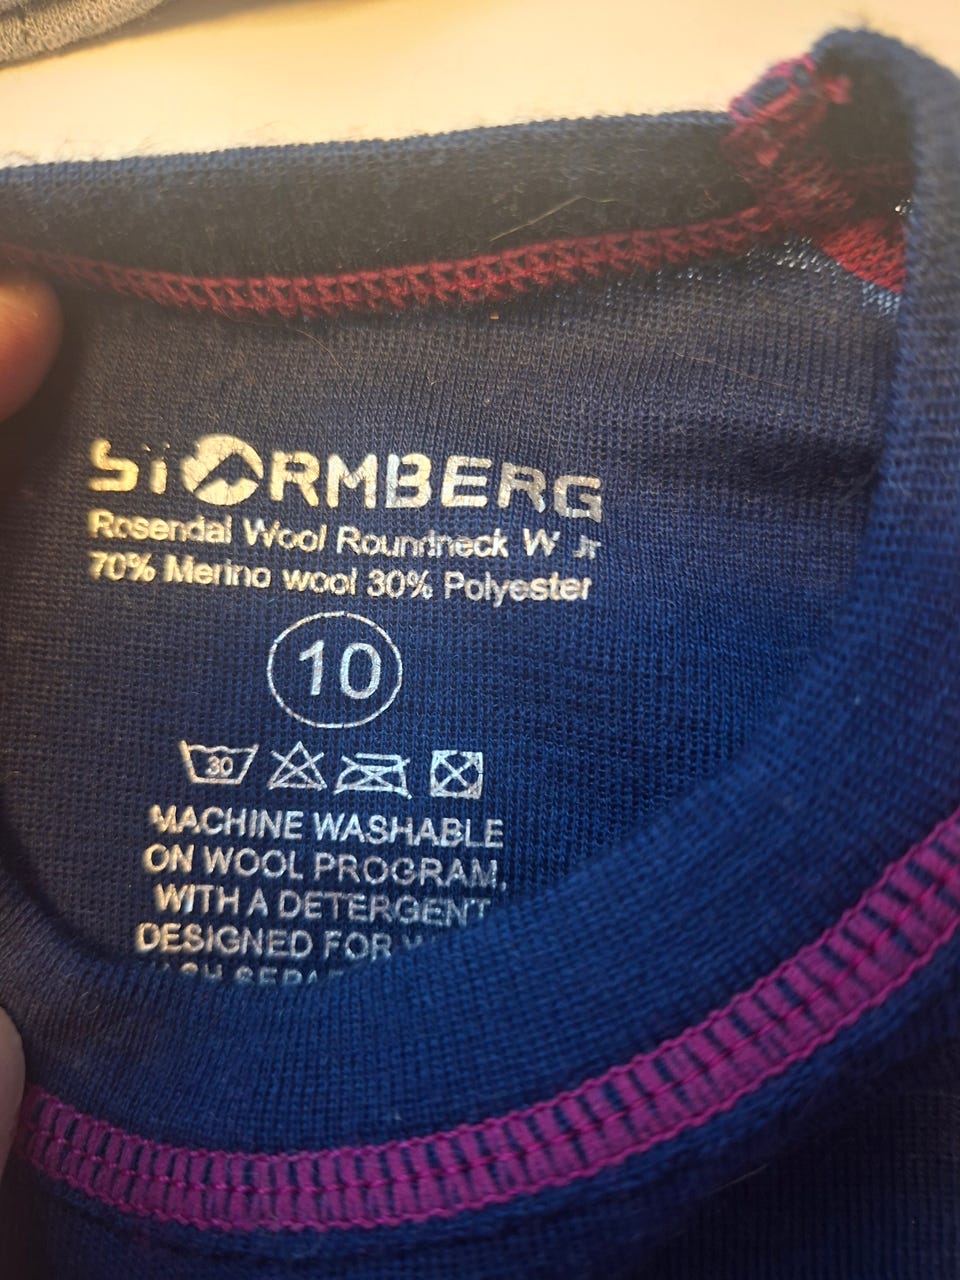 STORMBERG
Rosendal Wool Roundneck W Jr
70% Merino wool 30% Polyester
10
30
MACHINE WASHABLE
ON WOOL PROGRAM,
WITH A DETERGENT
DESIGNED FOR